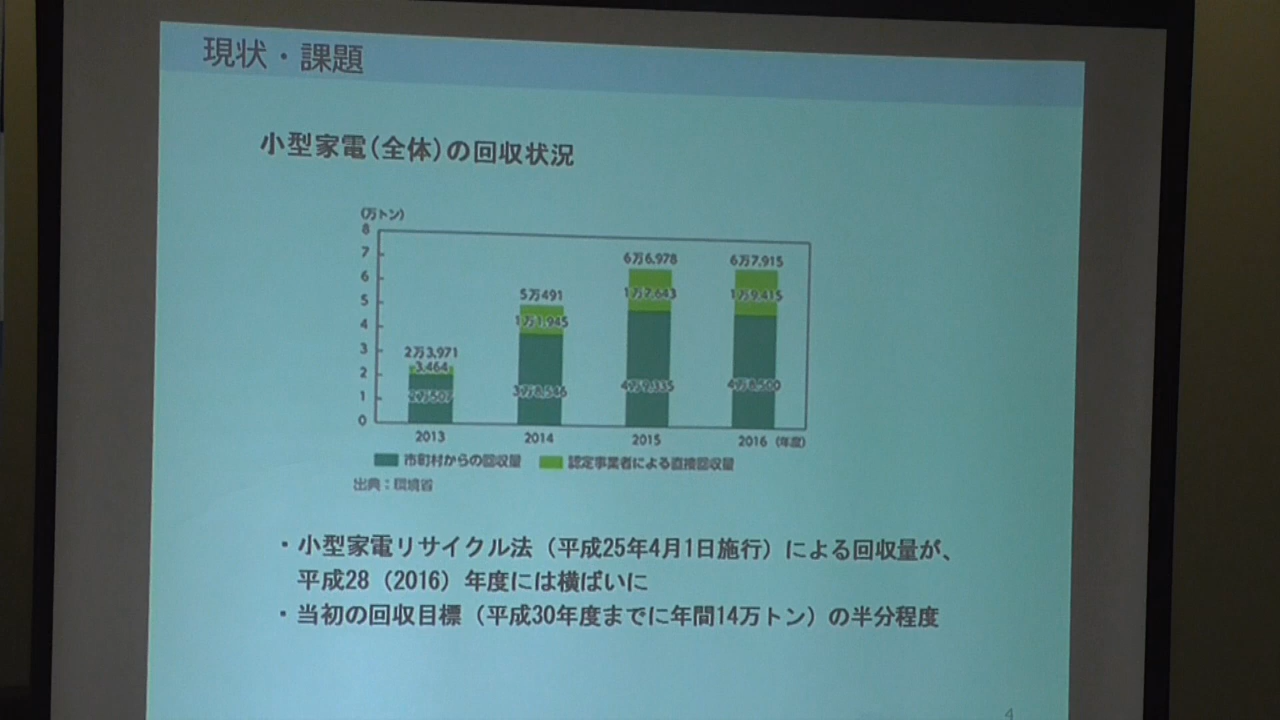 現状・課題
小型家電(全体)の回収状況
(万トン)
8
7
6
5
4
3
2
1
0
2万3,971
3,464
2万507
5万491
1万1,945
3万8,546
6万6,978
1万7,643
4万9,335
6万7,915
1万9,415
4万8,500
2013 2014 2015 2016 (年度)
市町村からの回収量 認定事業者による直接回収量
出典:環境省
・小型家電リサイクル法(平成25年4月1日施行)による回収量が、
平成28(2016)年度には横ばいに
・当初の回収目標(平成30年度までに年間14万トン)の半分程度
4